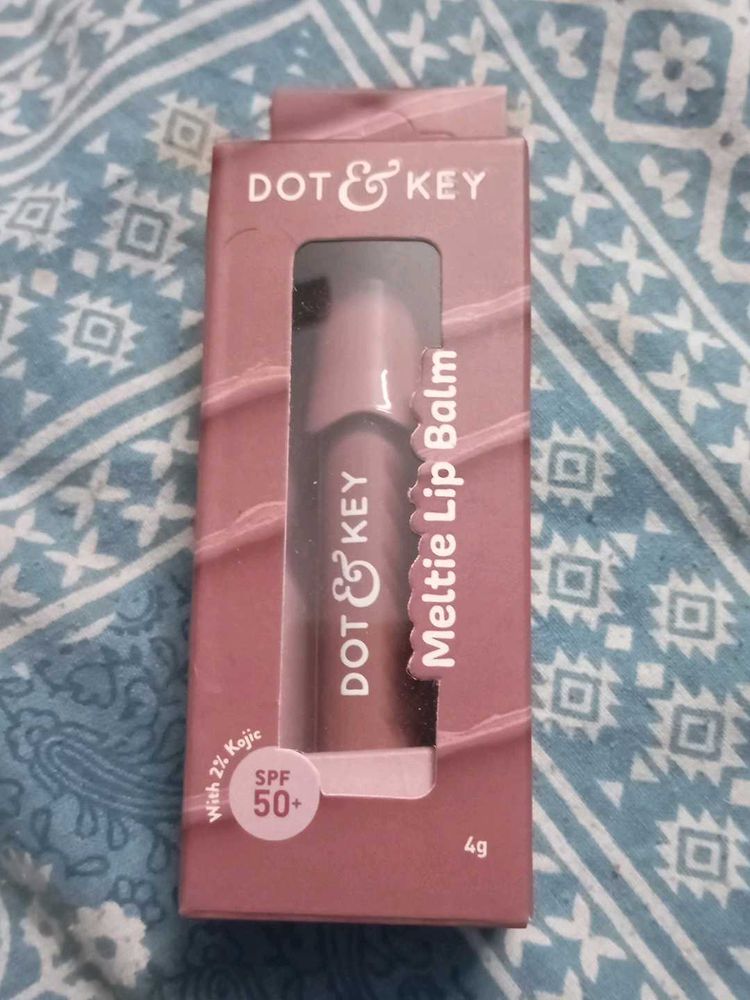 DOT & KEY
DOT & KEY
Meltie Lip Balm
With 2% Kojic
SPF
50+
4g